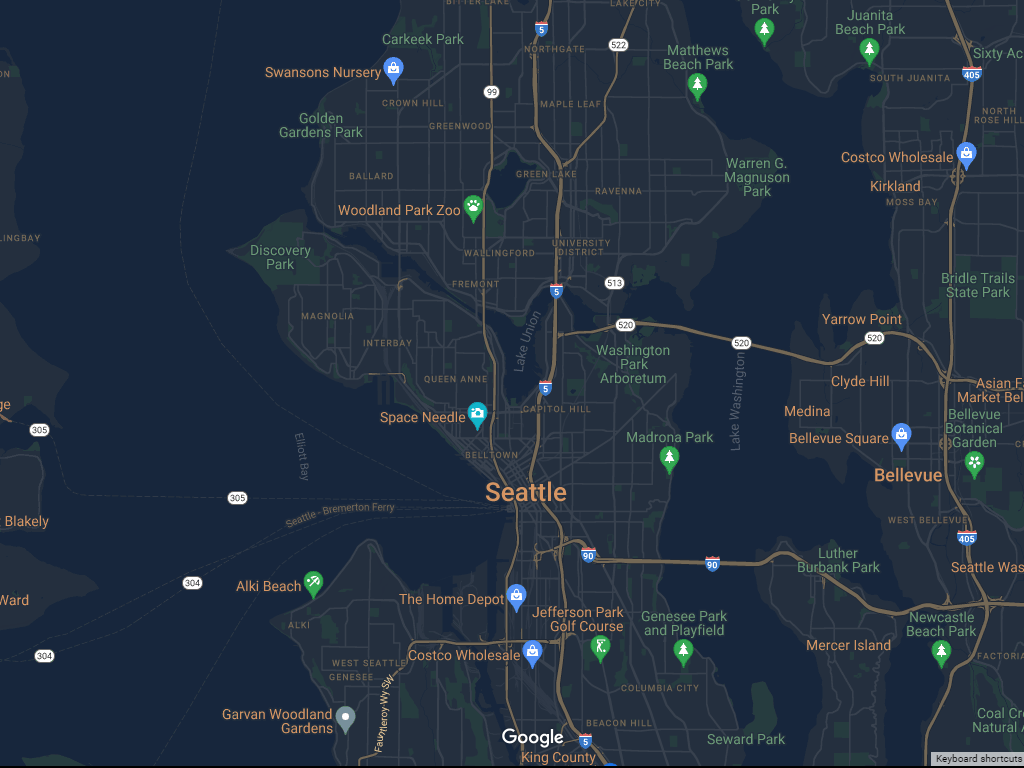 BITTER LAKE
LAKE CITY
Park
Juanita
Beach Park
5
522
Carkeek Park
NORTHGATE
Matthews
Beach Park
Sixty Ac
Swansons Nursery
SOUTH JUANITA
405
99
CROWN HILL
MAPLE LEAF
NORTH
ROSE HILL
Golden
Gardens Park
GREENWOOD
Costco Wholesale
Warren G.
Magnuson
Park
BALLARD
GREEN LAKE
RAVENNA
Kirkland
MOSS BAY
Woodland Park Zoo
LINGBAY
Discovery
Park
WALLINGFORD
UNIVERSITY
DISTRICT
FREMONT
513
5
Bridle Trails
State Park
MAGNOLIA
520
Yarrow Point
INTERBAY
Lake Union
520
520
Washington
Park
Arboretum
Lake Washington
QUEEN ANNE
5
Clyde Hill
Asian F
Market Bel
ge
Space Needle
CAPITOL HILL
Medina
Bellevue
Botanical
Garden
305
Madrona Park
Bellevue Square
Elliott Bay
BELLTOWN
Bellevue
Seattle
305
Seattle - Bremerton Ferry
Blakely
WEST BELLEVUE
405
90
90
Luther
Burbank Park
Seattle Was
304
Alki Beach
Ward
The Home Depot
Jefferson Park
Golf Course
Genesee Park
and Playfield
Newcastle
Beach Park
ALKI
304
Costco Wholesale
Mercer Island
FACTORIA
WEST SEATTLE
GENESEE
Fauntleroy Wy SW
COLUMBIA CITY
Garvan Woodland
Gardens
BEACON HILL
Coal Cr
Natural A
Google
5
Seward Park
King County
Keyboard shortcuts